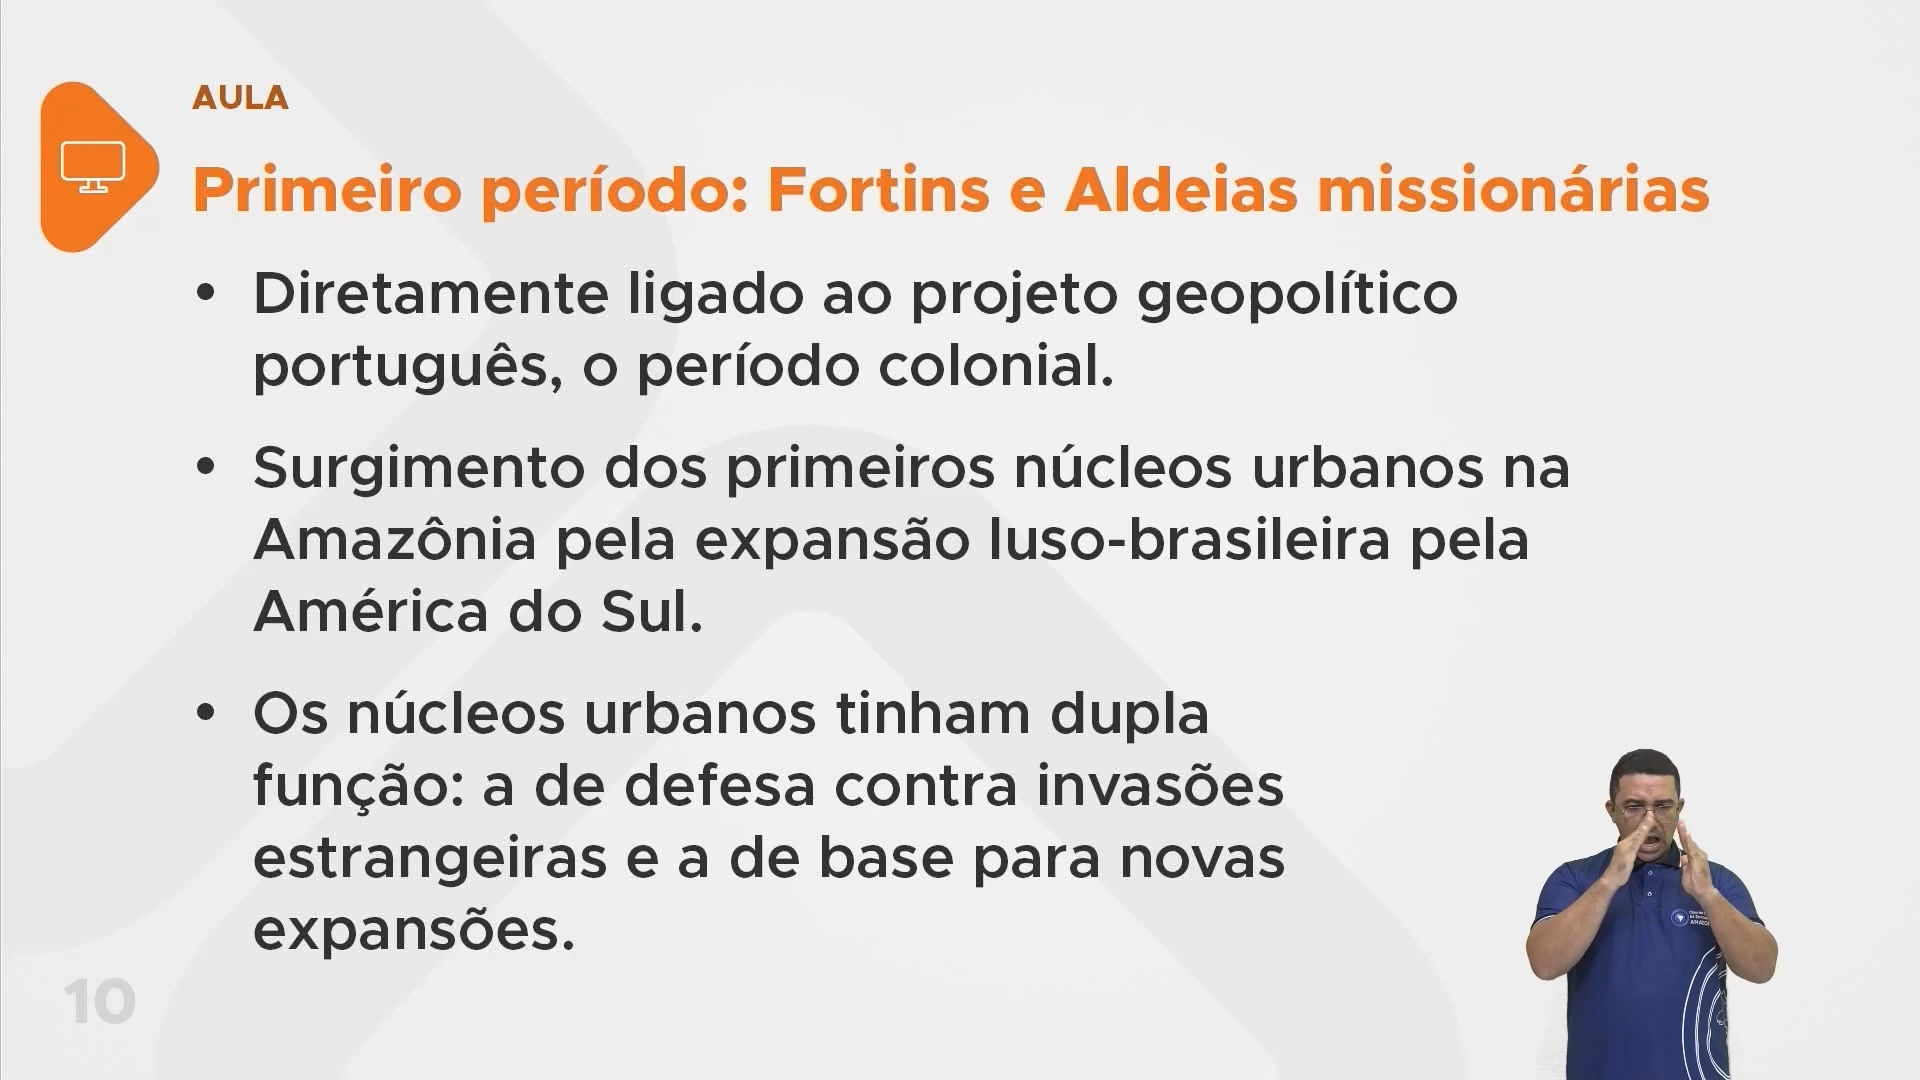 AULA
Primeiro período: Fortins e Aldeias missionárias
• Diretamente ligado ao projeto geopolítico
português, o período colonial.
• Surgimento dos primeiros núcleos urbanos na
Amazônia pela expansão luso-brasileira pela
América do Sul.
• Os núcleos urbanos tinham dupla
função: a de defesa contra invasões
estrangeiras e a de base para novas
expansões.
10